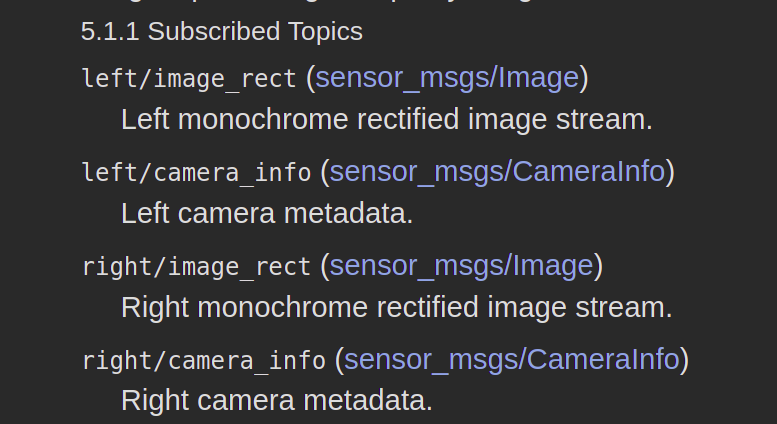 5.1.1 Subscribed Topics
left/image_rect (sensor_msgs/Image)
Left monochrome rectified image stream.
left/camera_info (sensor_msgs/CameraInfo)
Left camera metadata.
right/image_rect (sensor_msgs/Image)
Right monochrome rectified image stream.
right/camera_info (sensor_msgs/CameraInfo)
Right camera metadata.